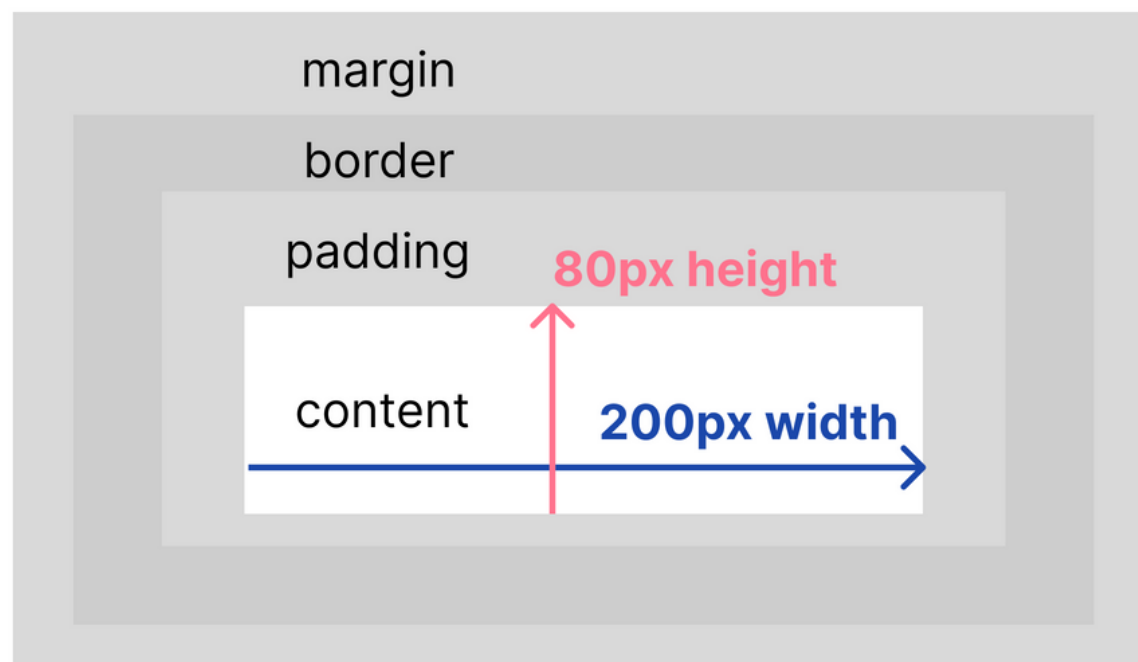 margin
border
padding
80px height
content
200px width